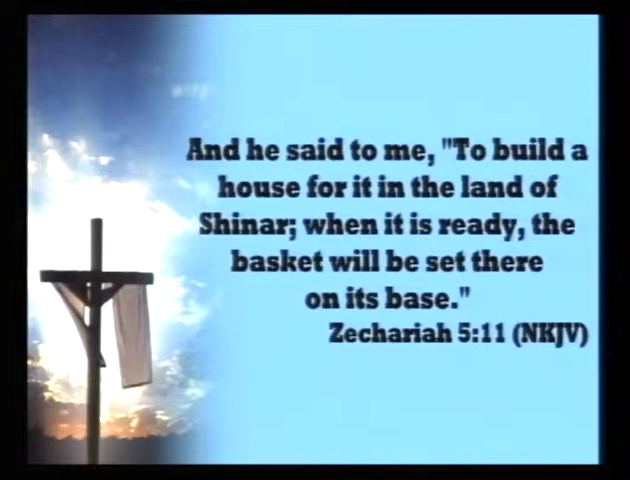 And he said to me, "To build a
house for it in the land of
Shinar; when it is ready, the
basket will be set there
on its base."
Zechariah 5:11 (NKJV)